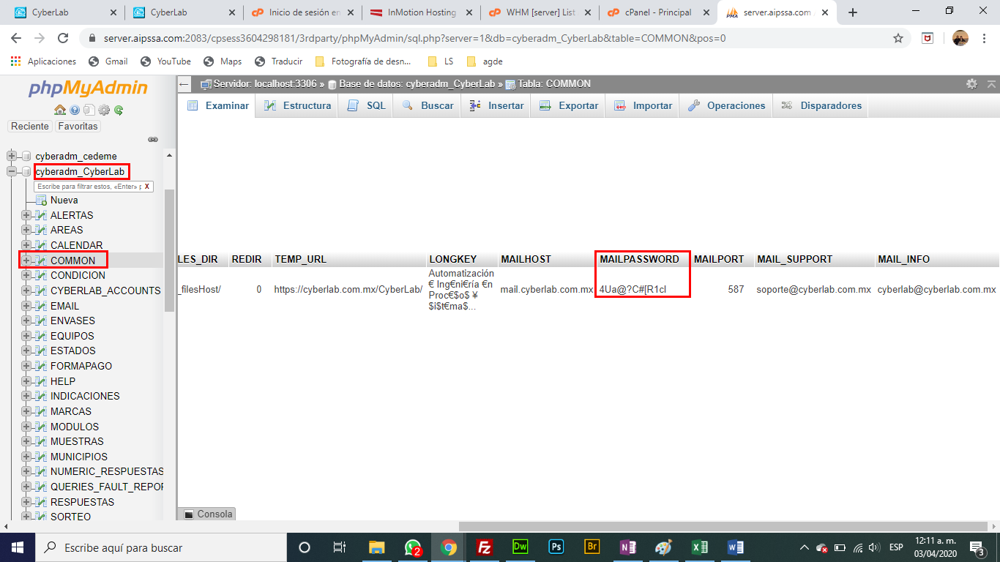 CyberLab
CyberLab
Inicio de sesión en
InMotion Hosting
WHM [server] List
cPanel - Principal
server.aipssa.com
server.aipssa.com:2083/cpsess3604298181/3rdparty/phpMyAdmin/sql.php?server=1&db=cyberadm_CyberLab&table=COMMON&pos=0
Aplicaciones
Gmail
YouTube
Maps
Traducir
Fotografía de desn...
LS
agde
phpMyAdmin
Reciente
Favoritas
cyberadm_cedeme
cyberadm_CyberLab
Escribe para filtrar estos, «Enter» p
X
Nueva
ALERTAS
AREAS
CALENDAR
COMMON
CONDICION
CYBERLAB_ACCOUNTS
EMAIL
ENVASES
EQUIPOS
ESTADOS
FORMAPAGO
HELP
INDICACIONES
MARCAS
MODULOS
MUESTRAS
MUNICIPIOS
NUMERIC_RESPUESTAS
QUERIES_FAULT_REPOR
RESPUESTAS
SORTEO
Servidor: localhost:3306 » Base de datos: cyberadm_CyberLab » Tabla: COMMON
Examinar
Estructura
SQL
Buscar
Insertar
Exportar
Importar
Operaciones
Disparadores
LES_DIR REDIR TEMP_URL LONGKEY MAILHOST MAILPASSWORD MAILPORT MAIL_SUPPORT MAIL_INFO
Automatización
€ Ing€ni€ría €n
_filesHost/ 0 https://cyberlab.com.mx/CyberLab/ Proc€$o$ ¥ mail.cyberlab.com.mx 4Ua@?C#[R1cl 587 soporte@cyberlab.com.mx cyberlab@cyberlab.com.mx
$i$t€ma$...
Consola
Escribe aquí para buscar
2
Fz
Dw
Ps
Br
N
X
W
ESP
12:11 a. m.
03/04/2020
3